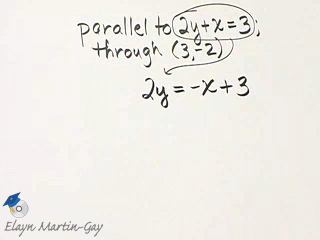 parallel to 2y+x=3;
through (3,-2)
2y=-x+3
Elayn Martin-Gay